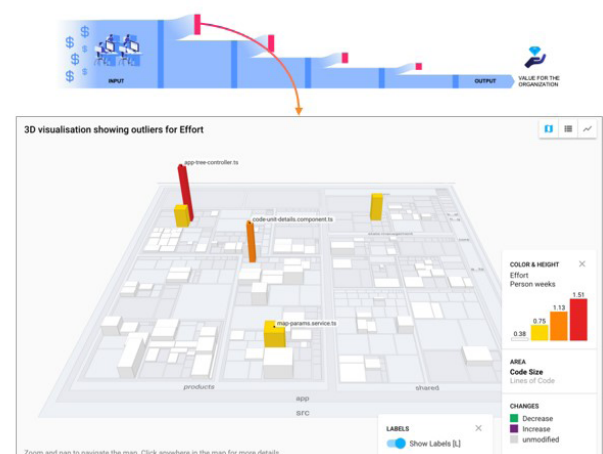 $
$
$
$
$
$
INPUT
OUTPUT
VALUE FOR THE
ORGANIZATION
3D visualisation showing outliers for Effort
app-tree-controller.ts
code-unit-details.component.ts
map-params.service.ts
products
shared
app
src
COLOR & HEIGHT
Effort
Person weeks
1.51
1.13
0.75
0.38
AREA
Code Size
Lines of Code
CHANGES
Decrease
Increase
unmodified
LABELS
Show Labels [L]
Zoom and pan to navigate the map. Click anywhere in the map for more details.